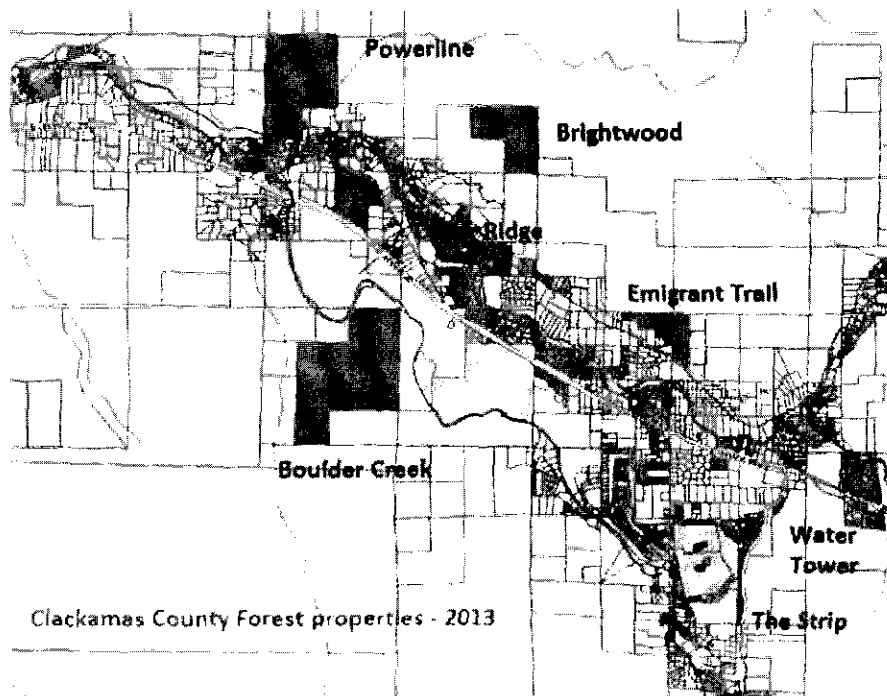 Powerline
Brightwood
Ridge
Emigrant Trail
Boulder Creek
Water
Tower
The Strip
Clackamas County Forest properties - 2013